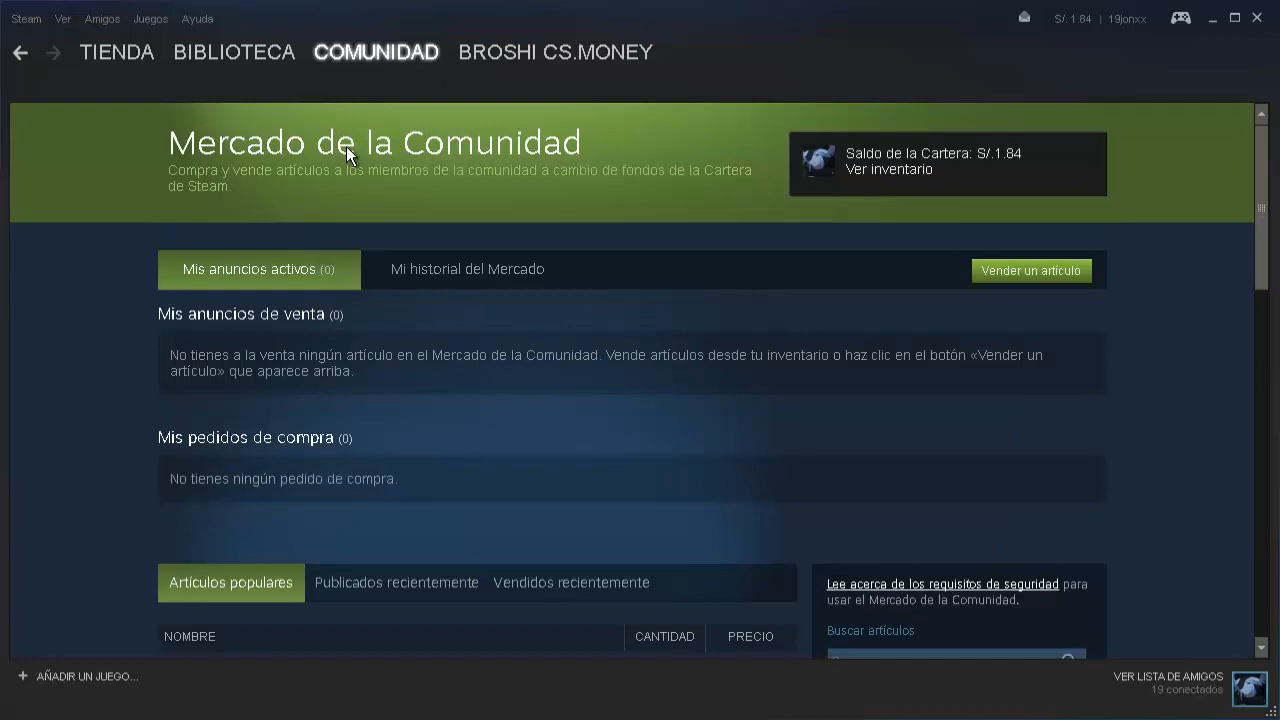 Steam Ver Amigos Juegos Ayuda
S/. 1.84 | 19jonxx
TIENDA BIBLIOTECA COMUNIDAD BROSHI CS.MONEY
Mercado de la Comunidad
Compra y vende artículos a los miembros de la comunidad a cambio de fondos de la Cartera
de Steam.
Saldo de la Cartera: S/.1.84
Ver inventario
Mis anuncios activos (0)
Mi historial del Mercado
Vender un artículo
Mis anuncios de venta (0)
No tienes a la venta ningún artículo en el Mercado de la Comunidad. Vende artículos desde tu inventario o haz clic en el botón «Vender un
artículo» que aparece arriba.
Mis pedidos de compra (0)
No tienes ningún pedido de compra.
Artículos populares
Publicados recientemente
Vendidos recientemente
NOMBRE CANTIDAD PRECIO
Lee acerca de los requisitos de seguridad para
usar el Mercado de la Comunidad.
Buscar artículos
+ AÑADIR UN JUEGO...
VER LISTA DE AMIGOS
19 conectados